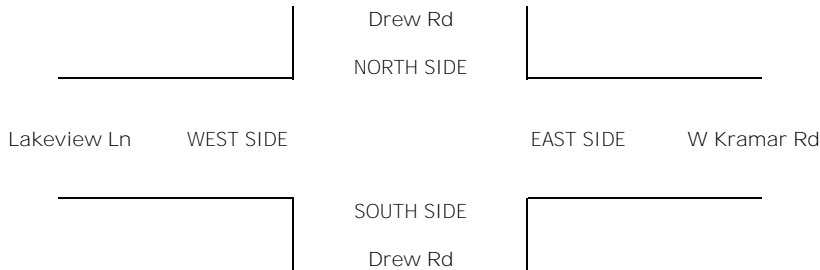 Drew Rd
NORTH SIDE
Lakeview Ln WEST SIDE EAST SIDE W Kramar Rd
SOUTH SIDE
Drew Rd